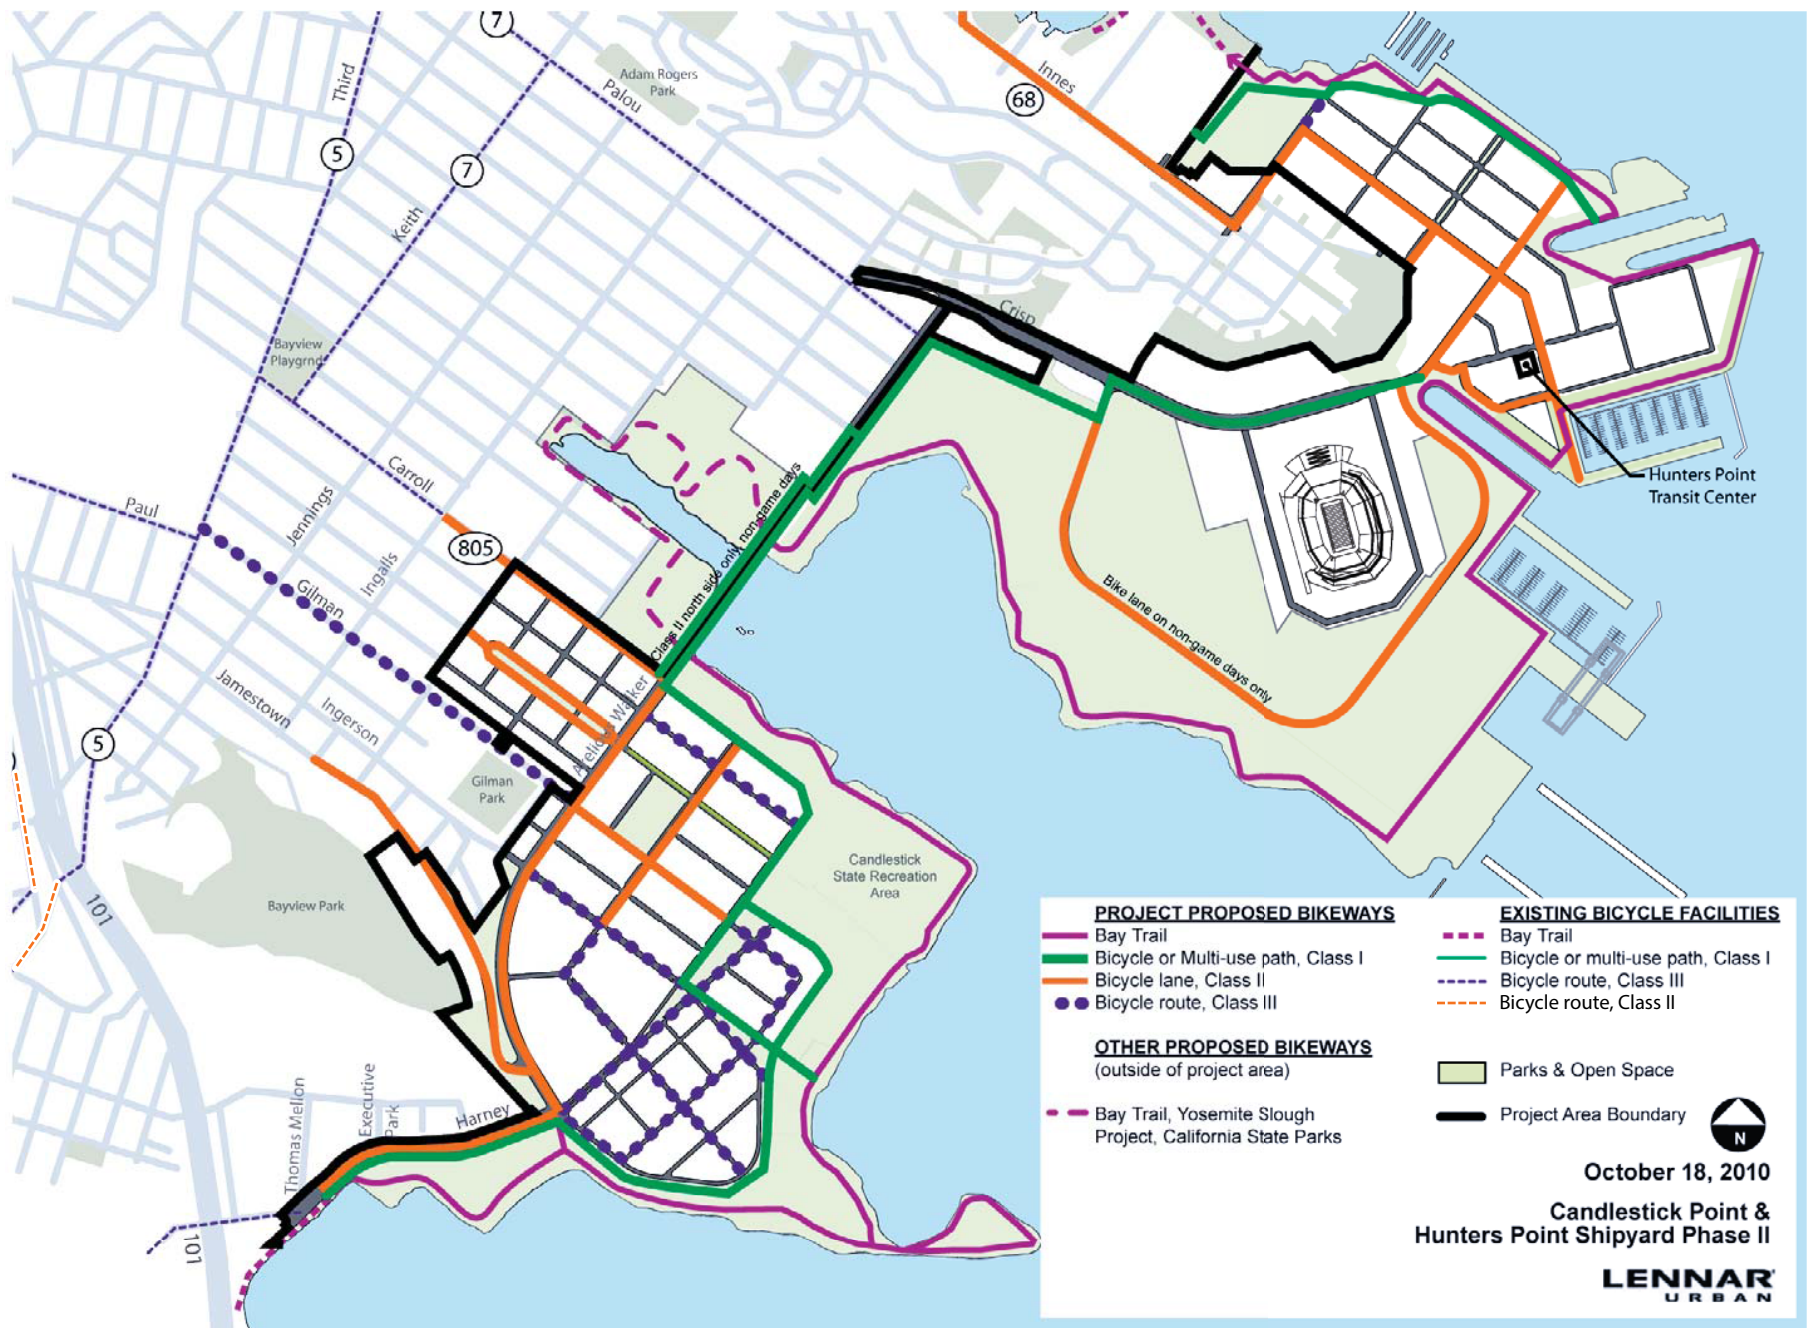 7
Third
Adam Rogers
Park
Palou
Innes
68
5
7
Keith
Crisp
Bayview
Playgrnd
Carroll
Paul
Jennings
805
Ingalls
Gilman
Class II north side only, non-game days
Hunters Point
Transit Center
Bike lane on non-game days only
Jamestown
Ingerson
Arelious Walker
5
Gilman
Park
Candlestick
State Recreation
Area
Bayview Park
101
Thomas Mellon
Executive
Park
Harney
101
PROJECT PROPOSED BIKEWAYS
Bay Trail
Bicycle or Multi-use path, Class I
Bicycle lane, Class II
Bicycle route, Class III
OTHER PROPOSED BIKEWAYS
(outside of project area)
Bay Trail, Yosemite Slough
Project, California State Parks
EXISTING BICYCLE FACILITIES
Bay Trail
Bicycle or multi-use path, Class I
Bicycle route, Class III
Bicycle route, Class II
Parks & Open Space
Project Area Boundary
N
October 18, 2010
Candlestick Point &
Hunters Point Shipyard Phase II
LENNAR
URBAN